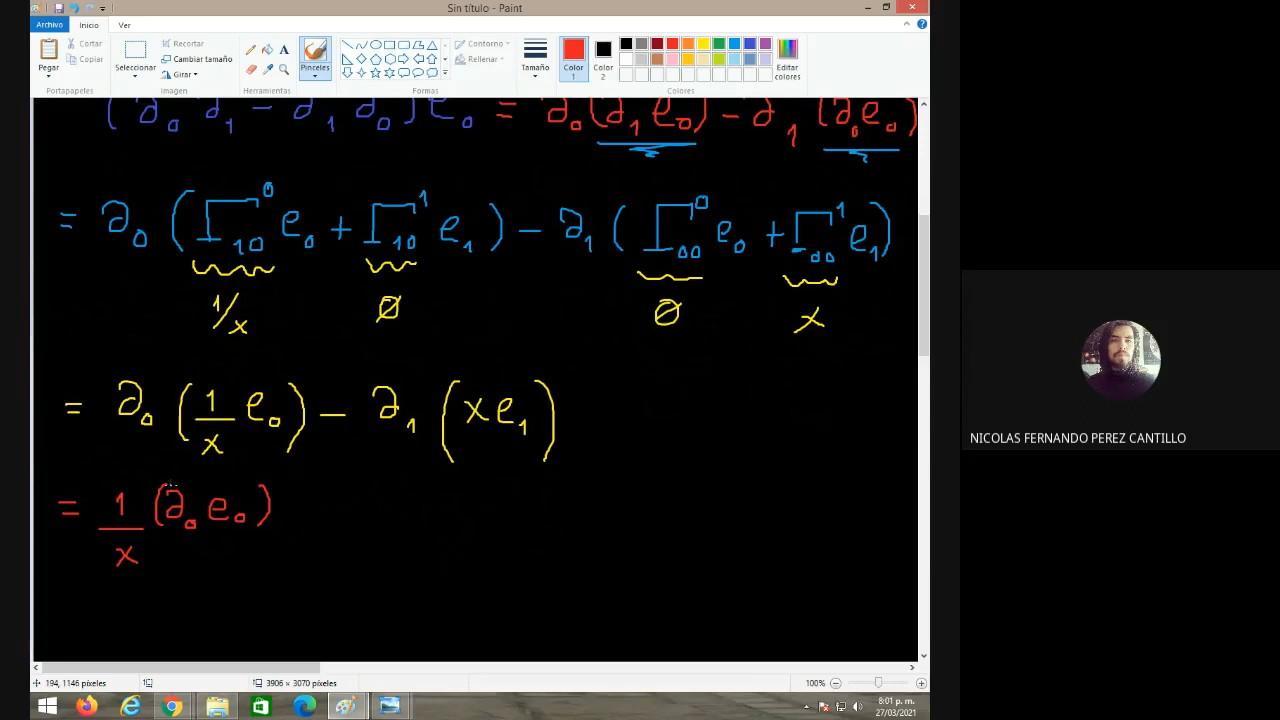 Sin título - Paint
Archivo Inicio Ver
Pegar
Cortar
Copiar
Portapapeles
Seleccionar
Recortar
Cambiar tamaño
Girar
Imagen
Herramientas
Pinceles
Formas
Contorno
Rellenar
Tamaño
Color 1
Color 2
Editar colores
Colores
(∂₀ ∂₁ − ∂₁ ∂₀) e₀ = ∂₀ (∂₁ e₀) − ∂₁ (∂₀ e₀)
= ∂₀ (Γ⁰₁₀ e₀ + Γ¹₁₀ e₁) − ∂₁ (Γ⁰₀₀ e₀ + Γ¹₀₀ e₁)
1/x Ø Ø x
= ∂₀ (1/x e₀) − ∂₁ (x e₁)
= 1/x (∂₀ e₀)
NICOLAS FERNANDO PEREZ CANTILLO
194, 1146 píxeles
3906 × 3070 píxeles
100%
8:01 p. m.
27/03/2021